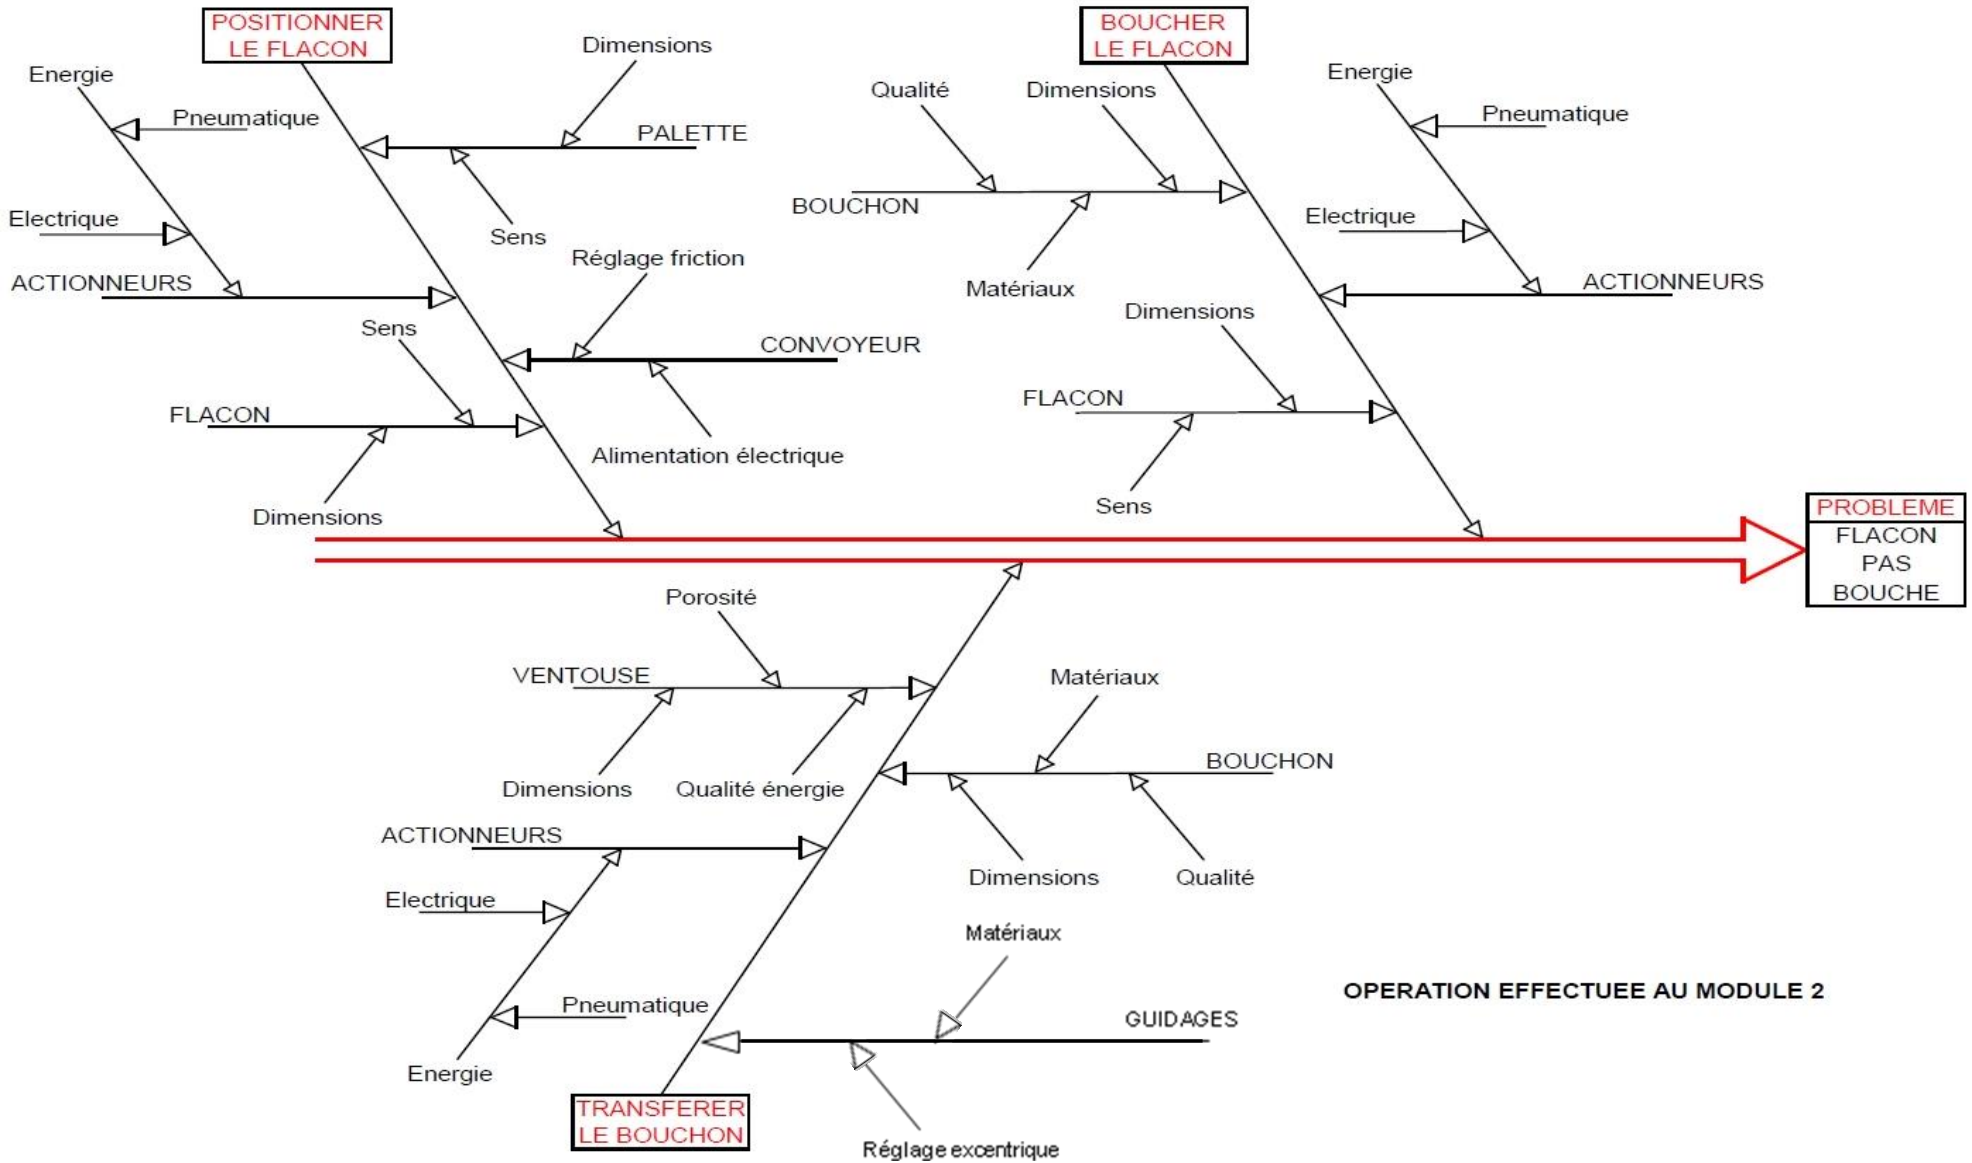 POSITIONNER
LE FLACON
BOUCHER
LE FLACON
Dimensions
Energie
Energie
Qualité
Dimensions
Pneumatique
Pneumatique
PALETTE
BOUCHON
Electrique
Electrique
Sens
Réglage friction
ACTIONNEURS
Matériaux
ACTIONNEURS
Sens
Dimensions
CONVOYEUR
FLACON
FLACON
Alimentation électrique
Dimensions
Sens
PROBLEME
FLACON
PAS
BOUCHE
Porosité
VENTOUSE
Matériaux
BOUCHON
Dimensions
Qualité énergie
ACTIONNEURS
Dimensions
Qualité
Electrique
Matériaux
OPERATION EFFECTUEE AU MODULE 2
Pneumatique
GUIDAGES
Energie
TRANSFERER
LE BOUCHON
Réglage excentrique